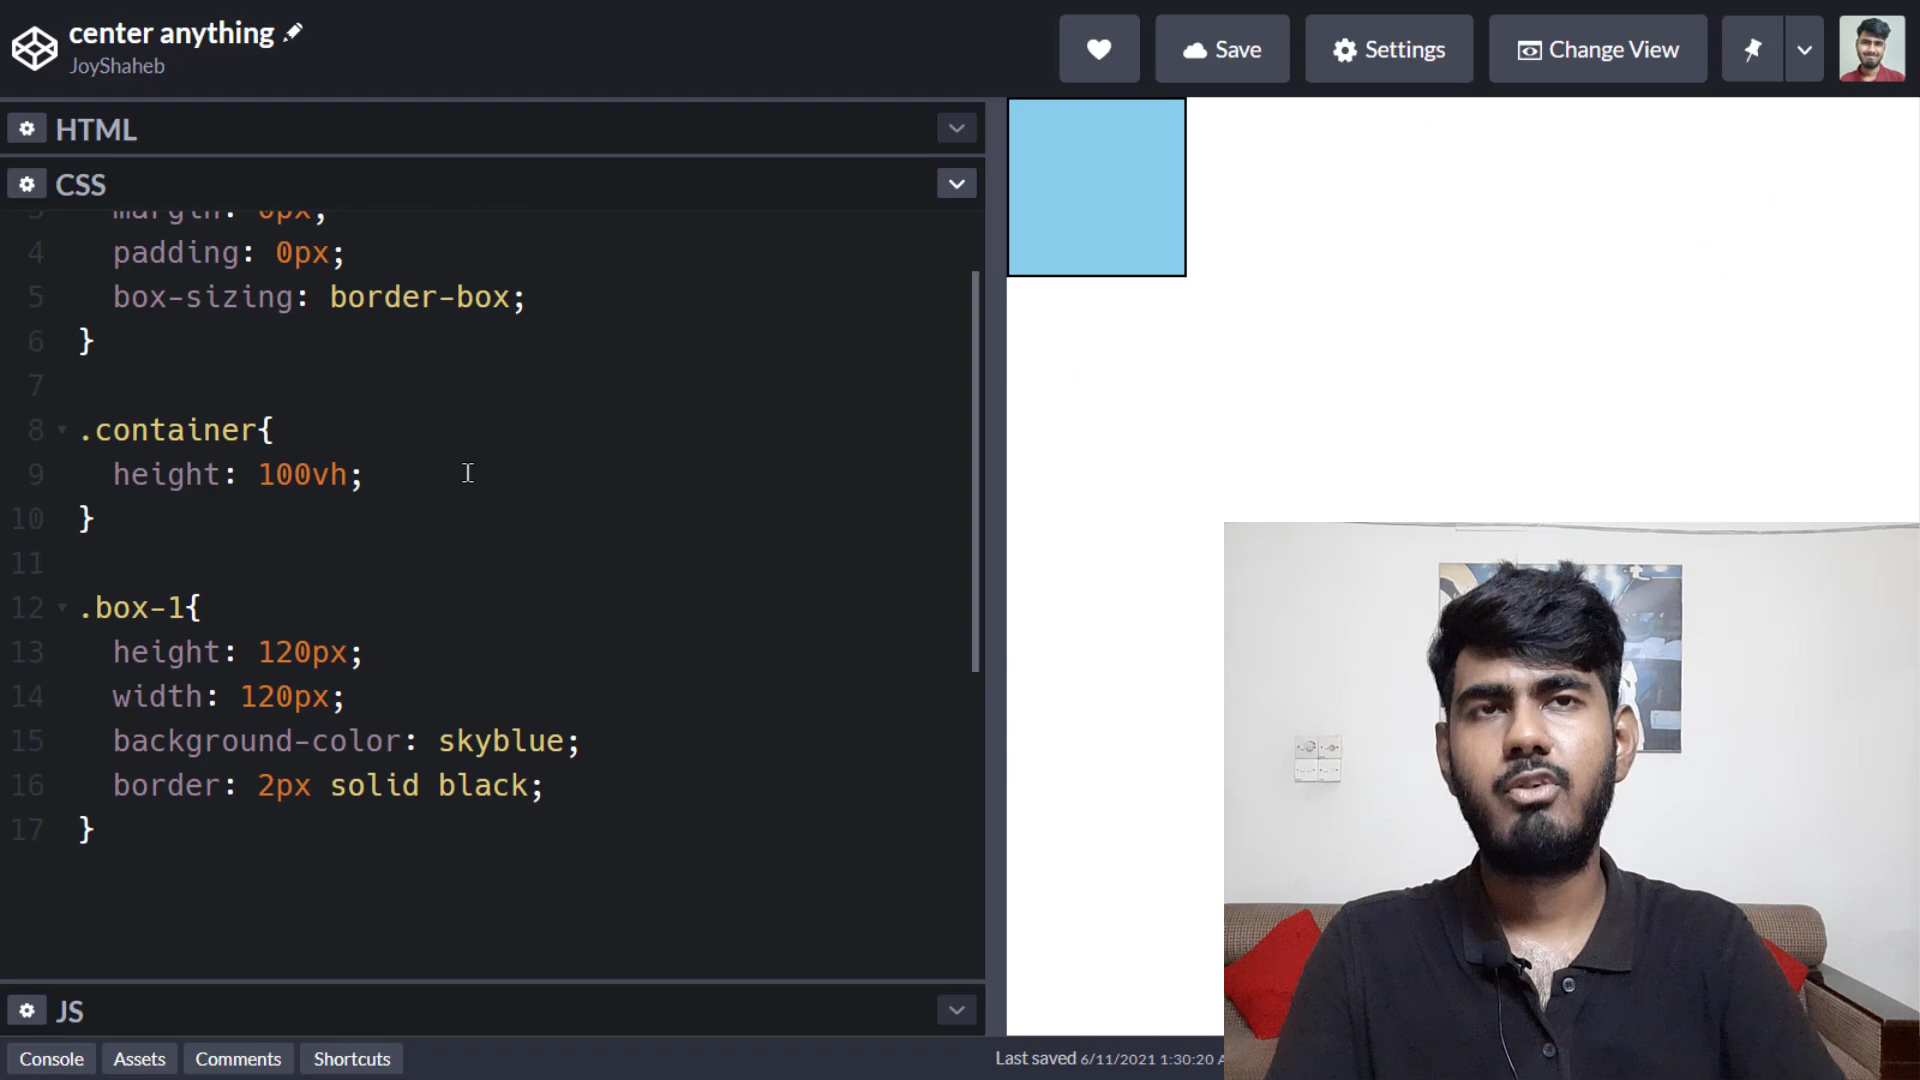 center anything
JoyShaheb
Save
Settings
Change View
HTML
CSS
3 margin: 0px;
4 padding: 0px;
5 box-sizing: border-box;
6 }
7
8 .container{
9 height: 100vh;
10 }
11
12 .box-1{
13 height: 120px;
14 width: 120px;
15 background-color: skyblue;
16 border: 2px solid black;
17 }
JS
Console
Assets
Comments
Shortcuts
Last saved 6/11/2021 1:30:20 A